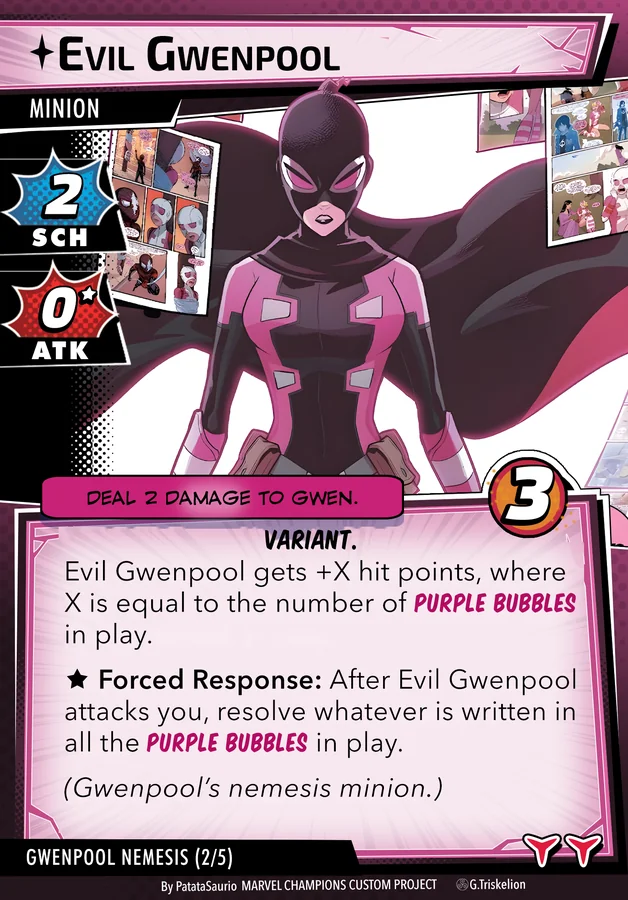 EVIL GWENPOOL
MINION
2
SCH
0
ATK
DEAL 2 DAMAGE TO GWEN.
3
VARIANT.
Evil Gwenpool gets +X hit points, where
X is equal to the number of PURPLE BUBBLES
in play.
★ Forced Response: After Evil Gwenpool
attacks you, resolve whatever is written in
all the PURPLE BUBBLES in play.
(Gwenpool's nemesis minion.)
GWENPOOL NEMESIS (2/5)
By PatataSaurio MARVEL CHAMPIONS CUSTOM PROJECT G.Triskelion